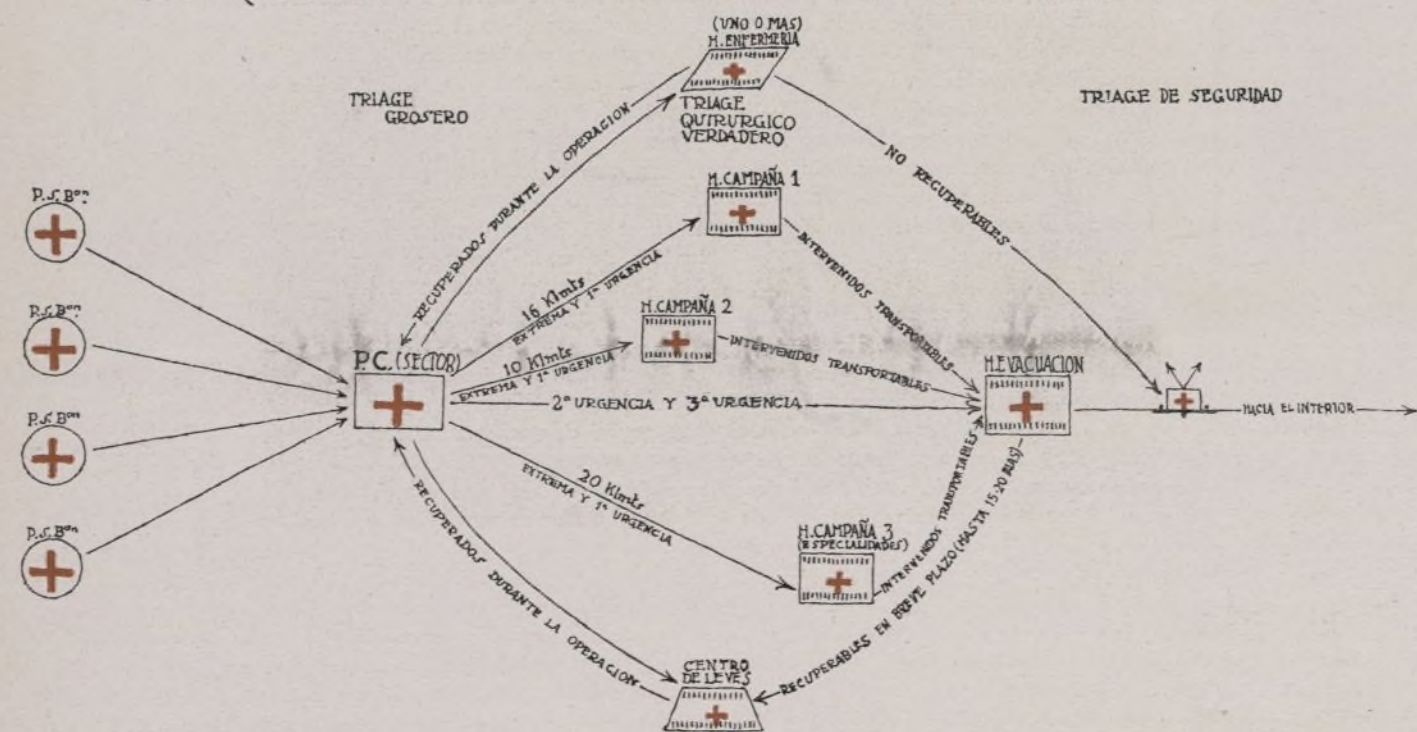 (UNO O MAS)
H. ENFERMERIA
TRIAGE
GROSERO
TRIAGE
QUIRURGICO
VERDADERO
TRIAGE DE SEGURIDAD
RECUPERADOS DURANTE LA OPERACION
NO RECUPERABLES
P.S. Bºⁿ
P.S. Bºⁿ
P.S. Bºⁿ
P.S. Bºⁿ
H. CAMPAÑA 1
16 Klmts
EXTREMA Y 1ª URGENCIA
INTERVENIDOS TRANSPORTABLES
H. CAMPAÑA 2
10 Klmts
EXTREMA Y 1ª URGENCIA
INTERVENIDOS TRANSPORTABLES
P.C. (SECTOR)
2ª URGENCIA Y 3ª URGENCIA
H. EVACUACION
HACIA EL INTERIOR
20 Klmts
EXTREMA Y 1ª URGENCIA
H. CAMPAÑA 3
(ESPECIALIDADES)
INTERVENIDOS TRANSPORTABLES
RECUPERADOS DURANTE LA OPERACION
RECUPERABLES EN BREVE PLAZO (HASTA 15-20 DIAS)
CENTRO
DE LEVES